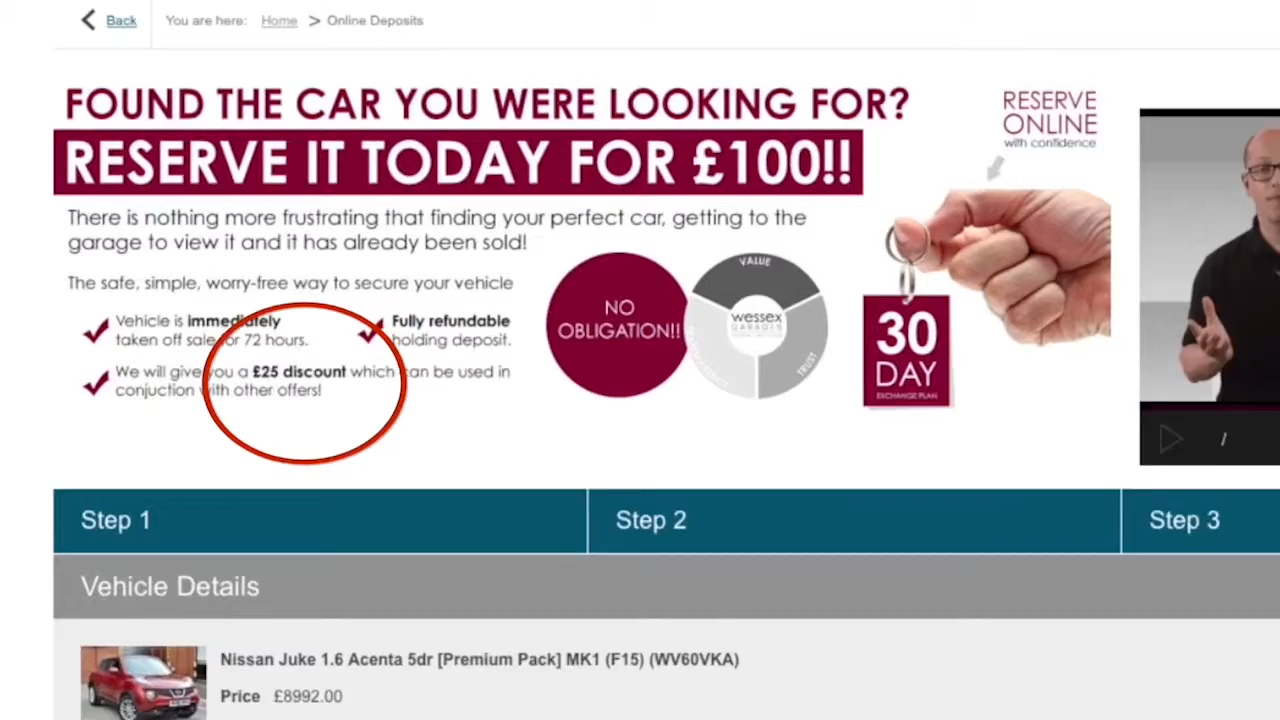 Back
You are here: Home > Online Deposits
FOUND THE CAR YOU WERE LOOKING FOR?
RESERVE IT TODAY FOR £100!!
RESERVE
ONLINE
with confidence
There is nothing more frustrating that finding your perfect car, getting to the
garage to view it and it has already been sold!
The safe, simple, worry-free way to secure your vehicle
Vehicle is immediately
taken off sale for 72 hours.
Fully refundable
holding deposit.
We will give you a £25 discount which can be used in
conjuction with other offers!
NO
OBLIGATION!!
VALUE
wessex
GARAGES
TRUST
30
DAY
EXCHANGE PLAN
Step 1
Step 2
Step 3
Vehicle Details
Nissan Juke 1.6 Acenta 5dr [Premium Pack] MK1 (F15) (WV60VKA)
Price £8992.00